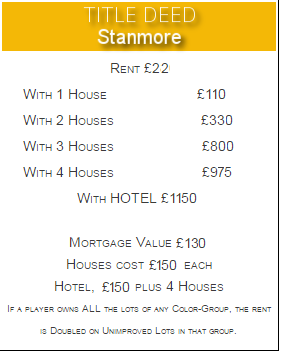 TITLE DEED
Stanmore
Rent £22
With 1 House £110
With 2 Houses £330
With 3 Houses £800
With 4 Houses £975
With HOTEL £1150
Mortgage Value £130
Houses cost £150 each
Hotel, £150 plus 4 Houses
If a player owns ALL the lots of any Color-Group, the rent
is Doubled on Unimproved Lots in that group.